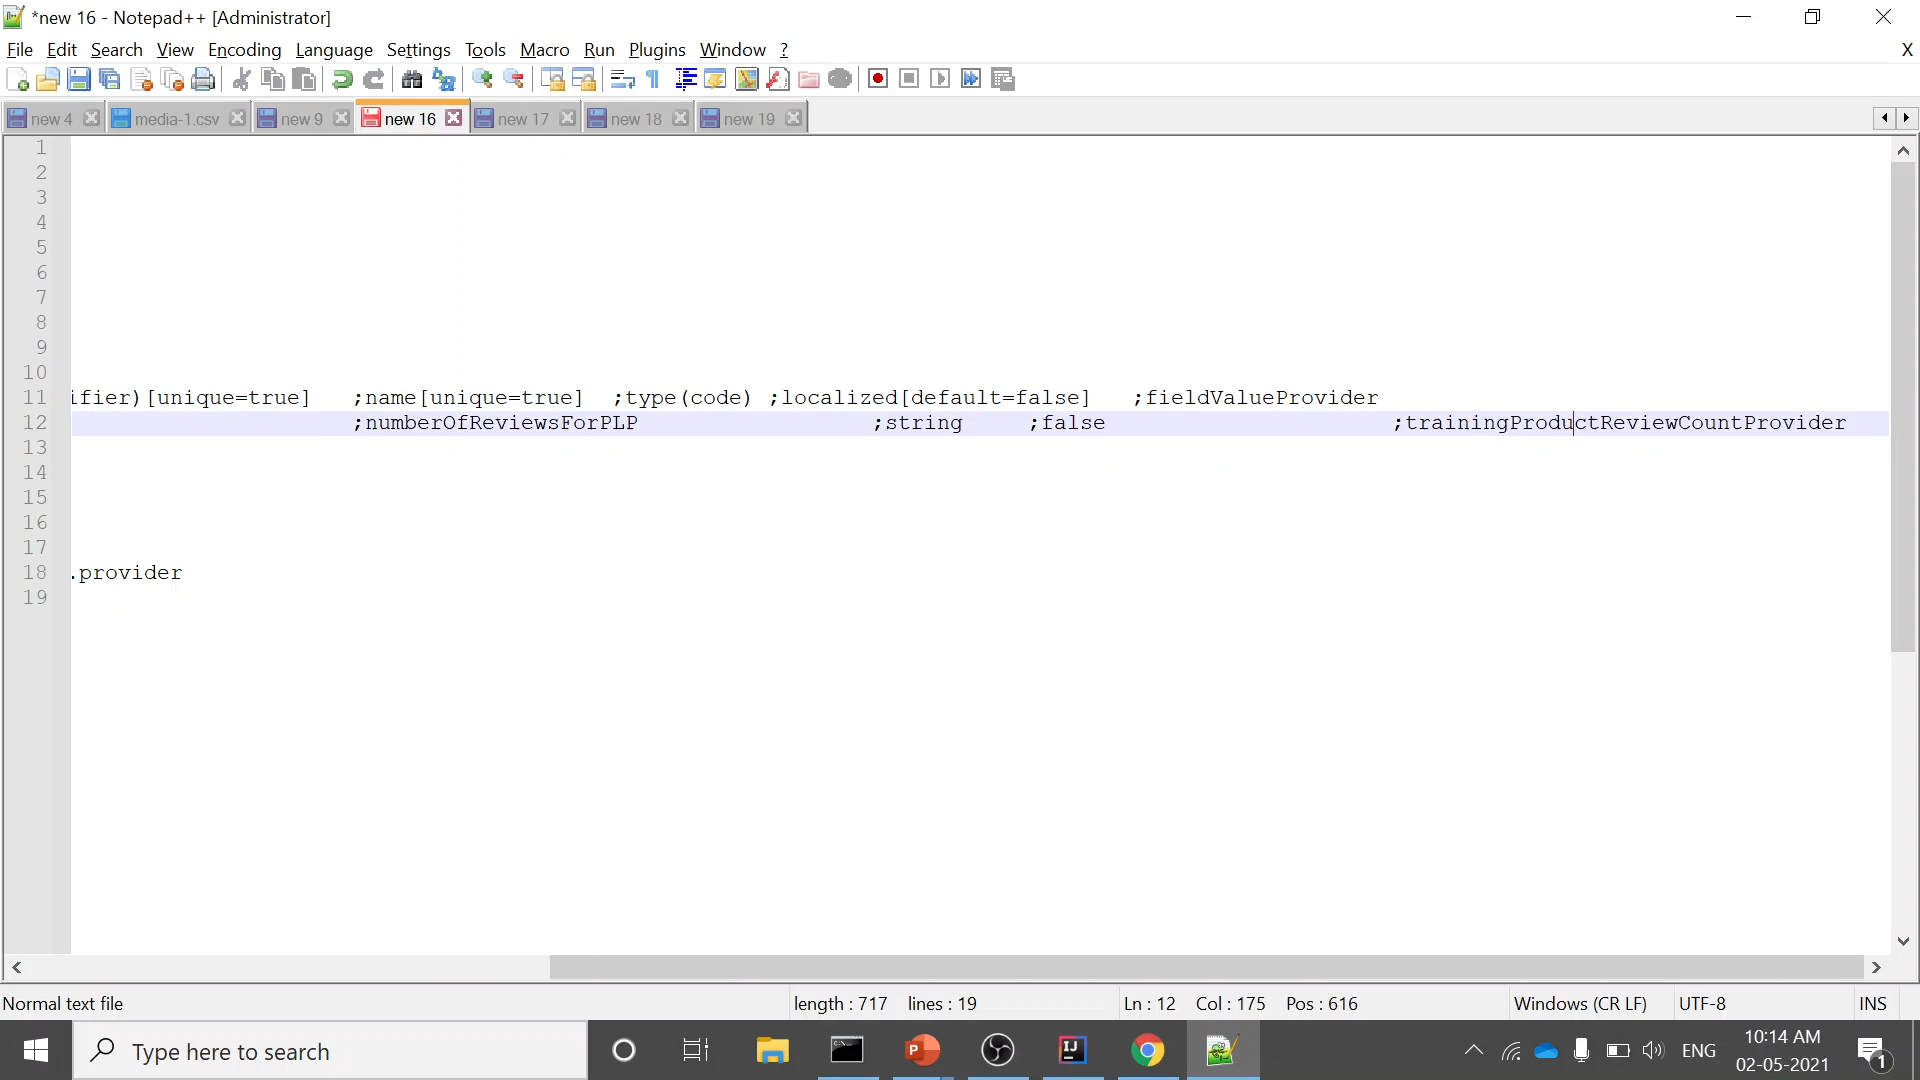 *new 16 - Notepad++ [Administrator]
File Edit Search View Encoding Language Settings Tools Macro Run Plugins Window ? X
new 4 media-1.csv new 9 new 16 new 17 new 18 new 19
1
2
3
4
5
6
7
8
9
10
11 ifier)[unique=true] ;name[unique=true] ;type(code) ;localized[default=false] ;fieldValueProvider
12 ;numberOfReviewsForPLP ;string ;false ;trainingProductReviewCountProvider
13
14
15
16
17
18 .provider
19
Normal text file length : 717 lines : 19 Ln : 12 Col : 175 Pos : 616 Windows (CR LF) UTF-8 INS
Type here to search
ENG
10:14 AM
02-05-2021
1